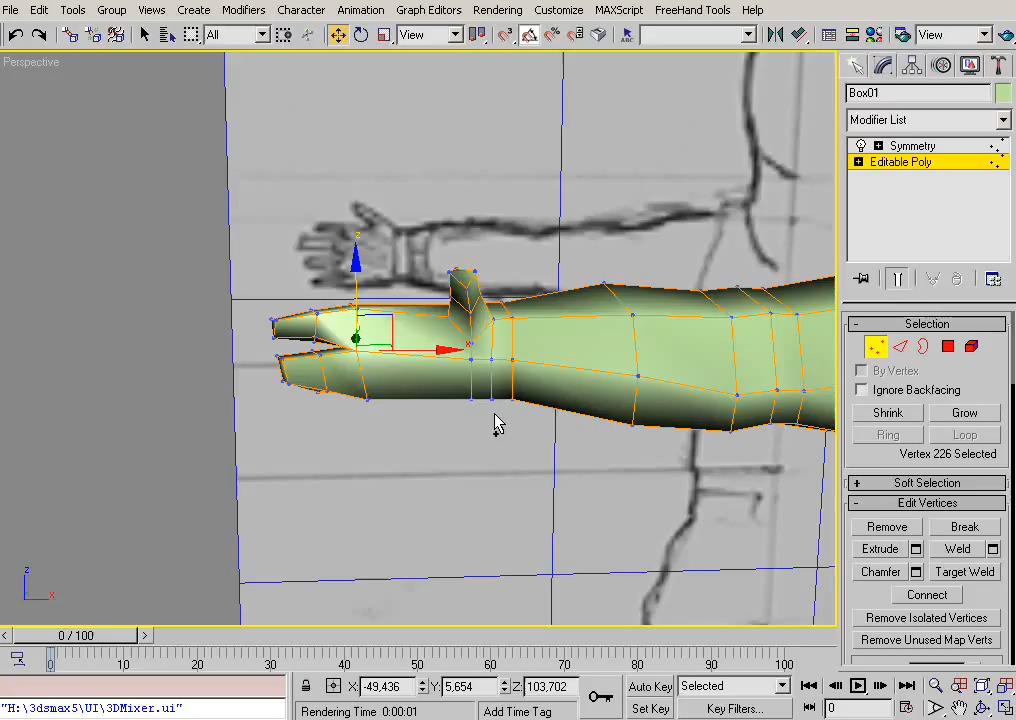 File Edit Tools Group Views Create Modifiers Character Animation Graph Editors Rendering Customize MAXScript FreeHand Tools Help
All View View
Perspective
Box01
Modifier List
Symmetry
Editable Poly
Selection
By Vertex
Ignore Backfacing
Shrink Grow
Ring Loop
Vertex 226 Selected
Soft Selection
Edit Vertices
Remove Break
Extrude Weld
Chamfer Target Weld
Connect
Remove Isolated Vertices
Remove Unused Map Verts
z
x
z
x
0 / 100
0 10 20 30 40 50 60 70 80 90 100
X: -49,436 Y: 5,654 Z: 103,702 Auto Key Selected
"H:\3dsmax5\UI\3DMixer.ui" Rendering Time 0:00:01 Add Time Tag Set Key Key Filters... 0